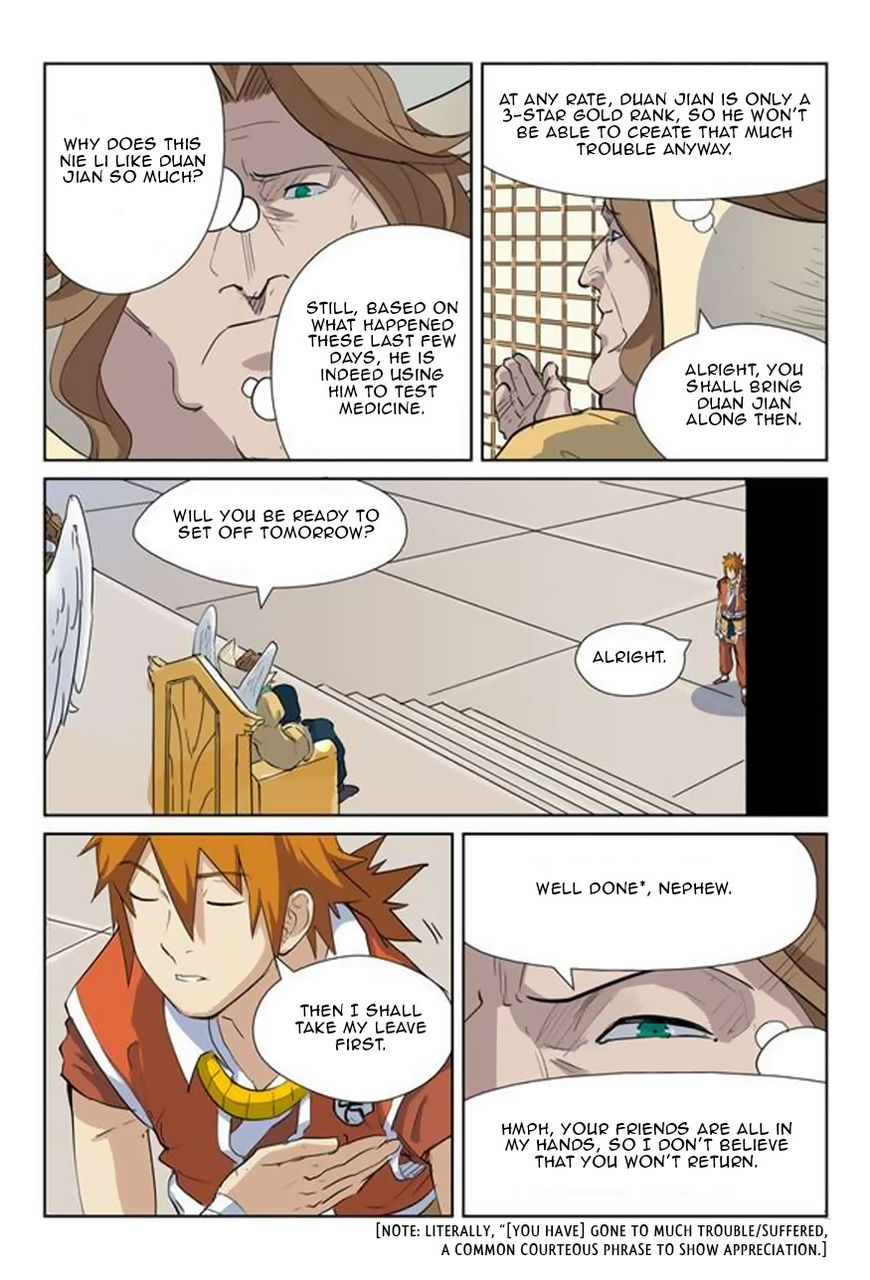 WHY DOES THIS
NIE LI LIKE DUAN
JIAN SO MUCH?
STILL, BASED ON
WHAT HAPPENED
THESE LAST FEW
DAYS, HE IS
INDEED USING
HIM TO TEST
MEDICINE.
AT ANY RATE, DUAN JIAN IS ONLY A
3-STAR GOLD RANK, SO HE WON'T
BE ABLE TO CREATE THAT MUCH
TROUBLE ANYWAY.
ALRIGHT, YOU
SHALL BRING
DUAN JIAN
ALONG THEN.
WILL YOU BE READY TO
SET OFF TOMORROW?
ALRIGHT.
THEN I SHALL
TAKE MY LEAVE
FIRST.
WELL DONE*, NEPHEW.
HMPH, YOUR FRIENDS ARE ALL IN
MY HANDS, SO I DON'T BELIEVE
THAT YOU WON'T RETURN.
[NOTE: LITERALLY, "[YOU HAVE] GONE TO MUCH TROUBLE/SUFFERED,
A COMMON COURTEOUS PHRASE TO SHOW APPRECIATION.]